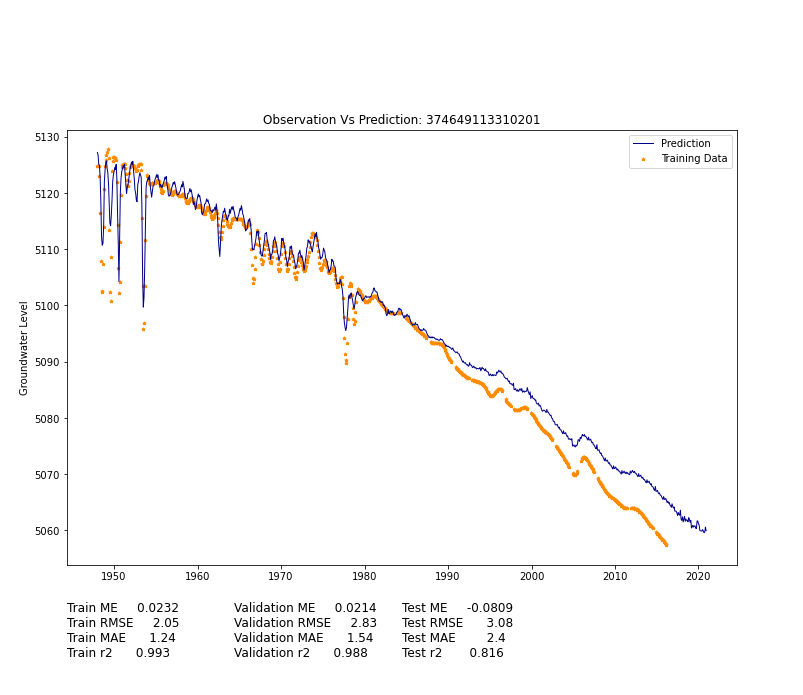 Observation Vs Prediction: 374649113310201
Prediction
Training Data
Groundwater Level
5130
5120
5110
5100
5090
5080
5070
5060
1950 1960 1970 1980 1990 2000 2010 2020
Train ME 0.0232 Validation ME 0.0214 Test ME -0.0809
Train RMSE 2.05 Validation RMSE 2.83 Test RMSE 3.08
Train MAE 1.24 Validation MAE 1.54 Test MAE 2.4
Train r2 0.993 Validation r2 0.988 Test r2 0.816